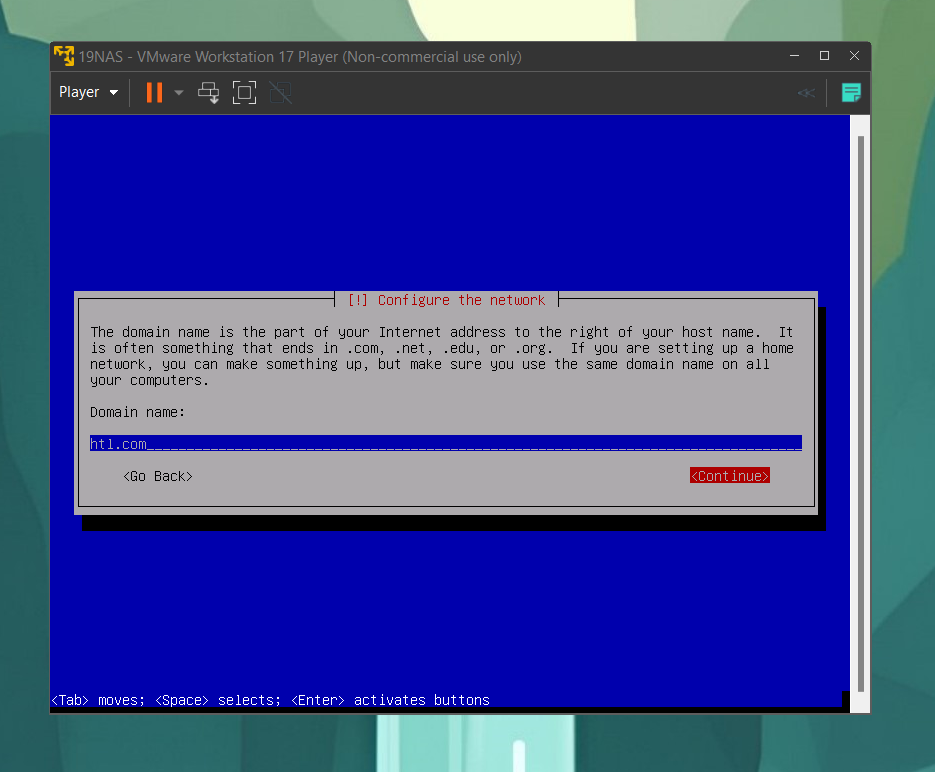 19NAS - VMware Workstation 17 Player (Non-commercial use only)
Player
[!] Configure the network
The domain name is the part of your Internet address to the right of your host name.  It
is often something that ends in .com, .net, .edu, or .org.  If you are setting up a home
network, you can make something up, but make sure you use the same domain name on all
your computers.
Domain name:
htl.com
<Go Back> <Continue>
<Tab> moves; <Space> selects; <Enter> activates buttons